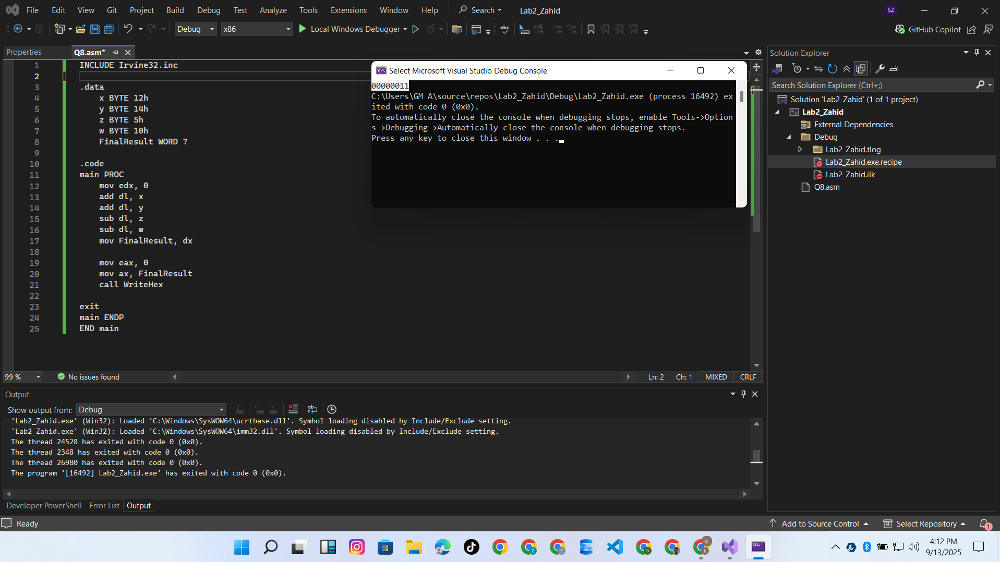 File Edit View Git Project Build Debug Test Analyze Tools Extensions Window Help Search Lab2_Zahid SZ
Debug x86 Local Windows Debugger abc GitHub Copilot
Properties Q8.asm*
1 INCLUDE Irvine32.inc
2
3 .data
4 x BYTE 12h
5 y BYTE 14h
6 z BYTE 5h
7 w BYTE 10h
8 FinalResult WORD ?
9
10 .code
11 main PROC
12 mov edx, 0
13 add dl, x
14 add dl, y
15 sub dl, z
16 sub dl, w
17 mov FinalResult, dx
18
19 mov eax, 0
20 mov ax, FinalResult
21 call WriteHex
22
23 exit
24 main ENDP
25 END main
Select Microsoft Visual Studio Debug Console
00000011
C:\Users\GM A\source\repos\Lab2_Zahid\Debug\Lab2_Zahid.exe (process 16492) ex
ited with code 0 (0x0).
To automatically close the console when debugging stops, enable Tools->Option
s->Debugging->Automatically close the console when debugging stops.
Press any key to close this window . . .
Solution Explorer
Search Solution Explorer (Ctrl+;)
Solution 'Lab2_Zahid' (1 of 1 project)
Lab2_Zahid
External Dependencies
Debug
Lab2_Zahid.tlog
Lab2_Zahid.exe.recipe
Lab2_Zahid.ilk
Q8.asm
99 % No issues found Ln: 2 Ch: 1 MIXED CRLF
Output
Show output from: Debug
'Lab2_Zahid.exe' (Win32): Loaded 'C:\Windows\SysWOW64\ucrtbase.dll'. Symbol loading disabled by Include/Exclude setting.
'Lab2_Zahid.exe' (Win32): Loaded 'C:\Windows\SysWOW64\imm32.dll'. Symbol loading disabled by Include/Exclude setting.
The thread 24528 has exited with code 0 (0x0).
The thread 2348 has exited with code 0 (0x0).
The thread 26980 has exited with code 0 (0x0).
The program '[16492] Lab2_Zahid.exe' has exited with code 0 (0x0).
Developer PowerShell Error List Output
Ready Add to Source Control Select Repository 1
4:12 PM
9/13/2025